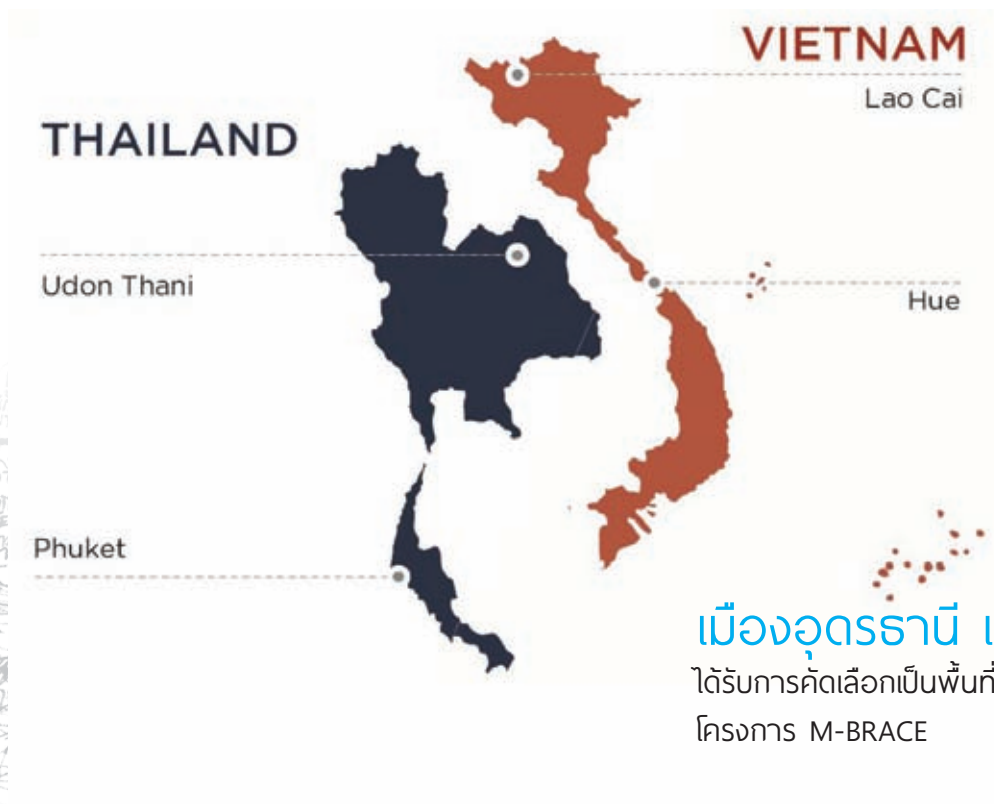 VIETNAM
Lao Cai
THAILAND
Udon Thani
Hue
Phuket
เมืองอุดรธานี
ได้รับการคัดเลือกเป็นพื้นที่
โครงการ M-BRACE